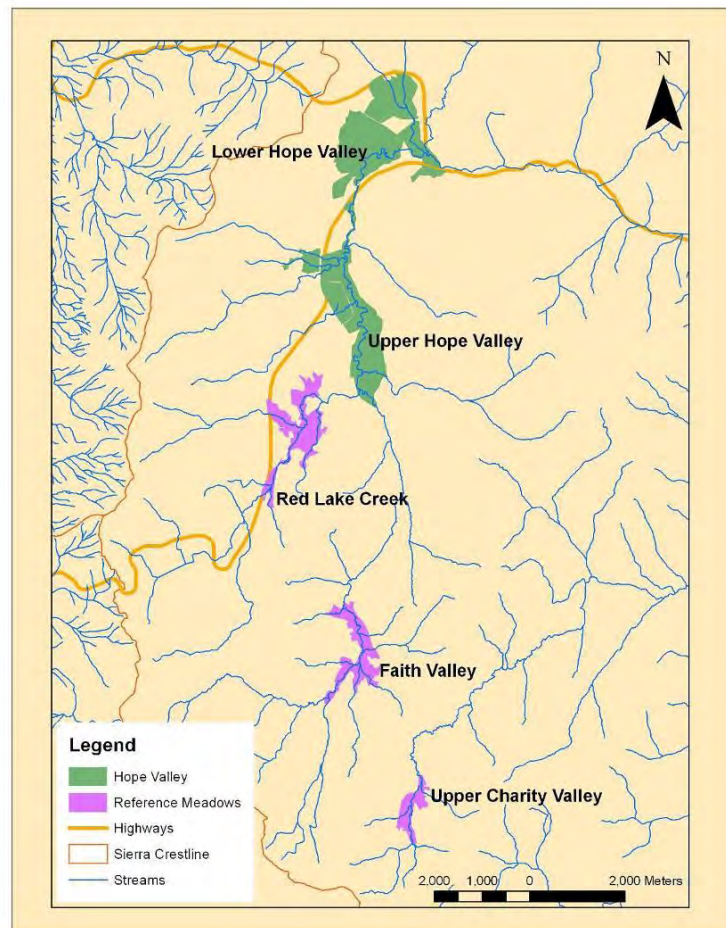 N
Lower Hope Valley
Upper Hope Valley
Red Lake Creek
Faith Valley
Upper Charity Valley
Legend
Hope Valley
Reference Meadows
Highways
Sierra Crestline
Streams
2,000 1,000 0 2,000 Meters